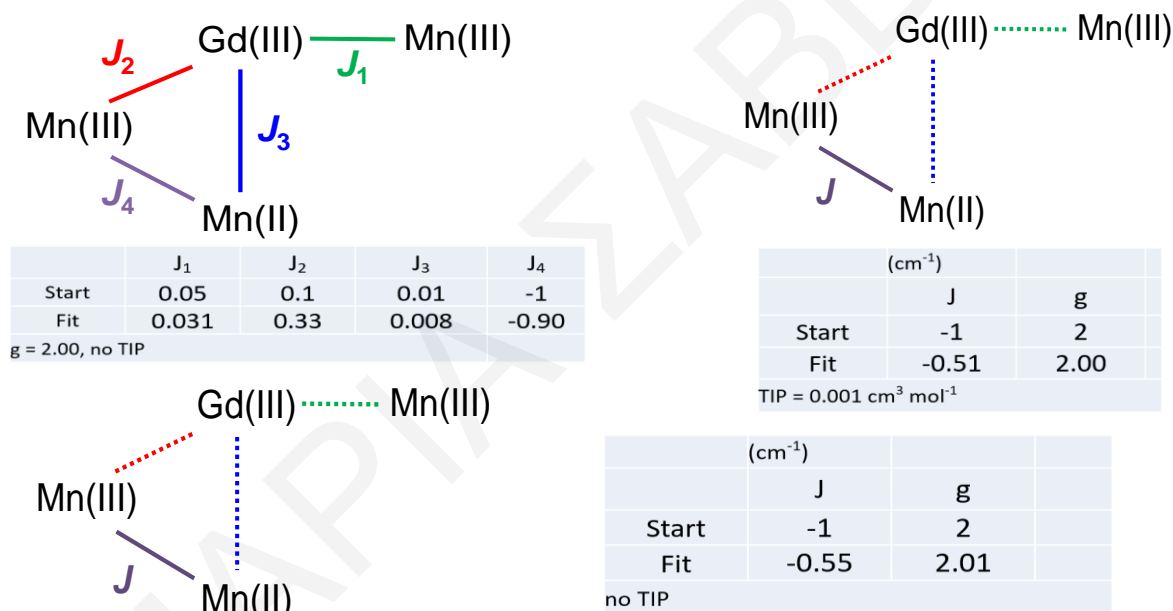 Gd(III) Mn(III)
J2 J1
Mn(III)
J3
J4
Mn(II)
J₁ J₂ J₃ J₄
Start 0.05 0.1 0.01 -1
Fit 0.031 0.33 0.008 -0.90
g = 2.00, no TIP
Gd(III) Mn(III)
Mn(III)
J
Mn(II)
(cm⁻¹)
J g
Start -1 2
Fit -0.51 2.00
TIP = 0.001 cm³ mol⁻¹
Gd(III) Mn(III)
Mn(III)
J
Mn(II)
(cm⁻¹)
J g
Start -1 2
Fit -0.55 2.01
no TIP